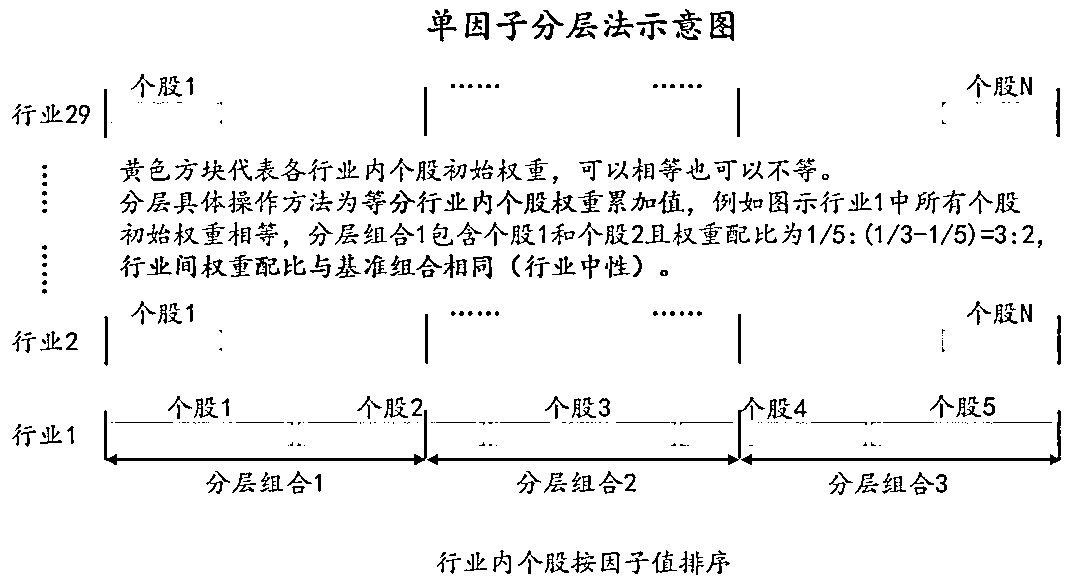 单因子分层法示意图
个股1 …… …… 个股N
行业29
……
……
黄色方块代表各行业内个股初始权重，可以相等也可以不等。
分层具体操作方法为等分行业内个股权重累加值，例如图示行业1中所有个股
初始权重相等，分层组合1包含个股1和个股2且权重配比为1/5:(1/3-1/5)=3:2，
行业间权重配比与基准组合相同（行业中性）。
个股1 …… …… 个股N
行业2
个股1 个股2 个股3 个股4 个股5
行业1
分层组合1 分层组合2 分层组合3
行业内个股按因子值排序